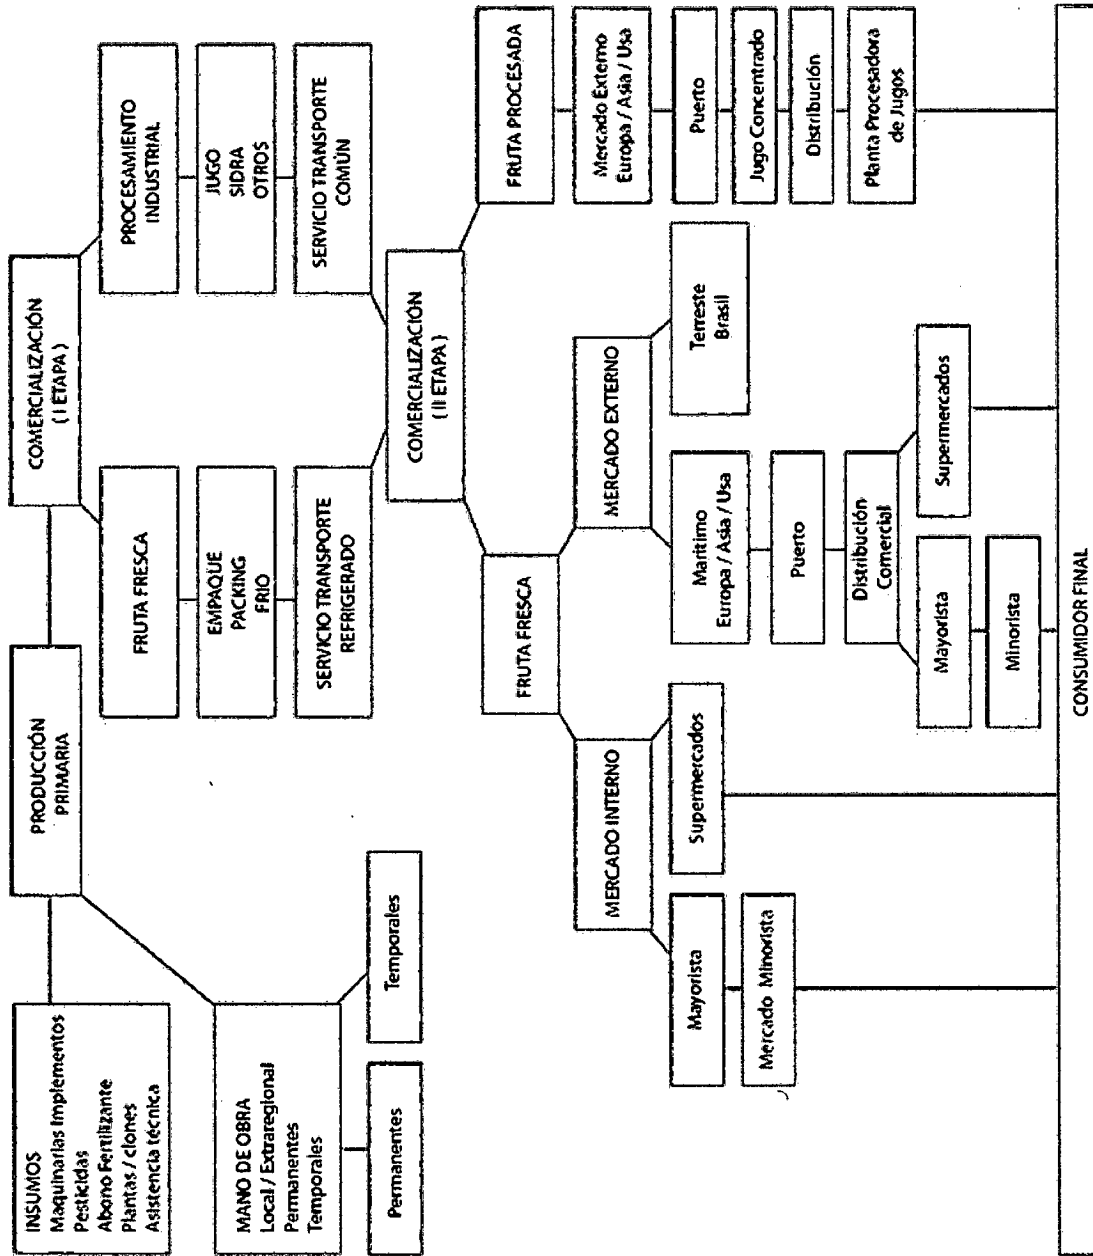 INSUMOS
Maquinarias Implementos
Pesticidas
Abono Fertilizante
Plantas / clones
Asistencia técnica
MANO DE OBRA
Local / Extraregional
Permanentes
Temporales
Permanentes
Temporales
PRODUCCIÓN
PRIMARIA
COMERCIALIZACIÓN
( I ETAPA )
FRUTA FRESCA
EMPAQUE
PACKING
FRIO
SERVICIO TRANSPORTE
REFRIGERADO
PROCESAMIENTO
INDUSTRIAL
JUGO
SIDRA
OTROS
SERVICIO TRANSPORTE
COMÚN
COMERCIALIZACIÓN
( II ETAPA )
FRUTA FRESCA
MERCADO INTERNO
Mayorista
Mercado Minorista
Supermercados
MERCADO EXTERNO
Maritimo
Europa / Asia / Usa
Puerto
Distribución
Comercial
Mayorista
Minorista
Supermercados
Terreste
Brasil
FRUTA PROCESADA
Mercado Externo
Europa / Asia / Usa
Puerto
Jugo Concentrado
Distribución
Planta Procesadora
de Jugos
CONSUMIDOR FINAL